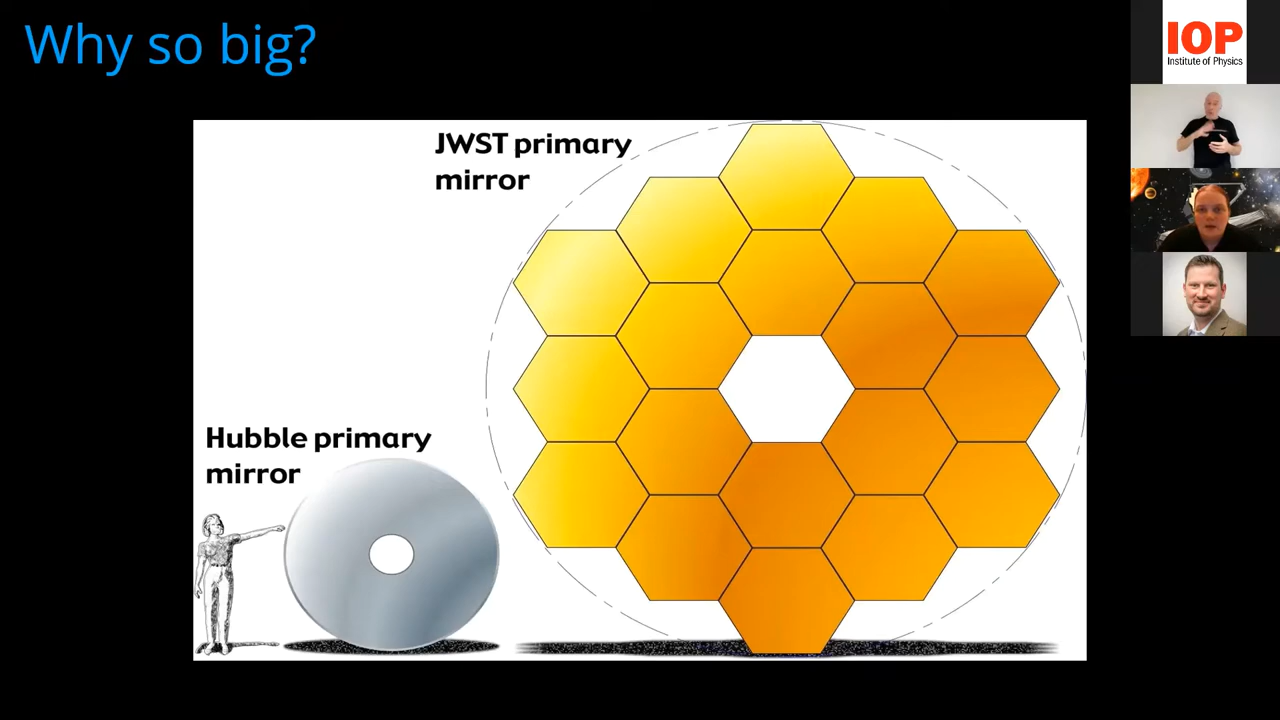 Why so big?
JWST primary
mirror
Hubble primary
mirror
IOP
Institute of Physics